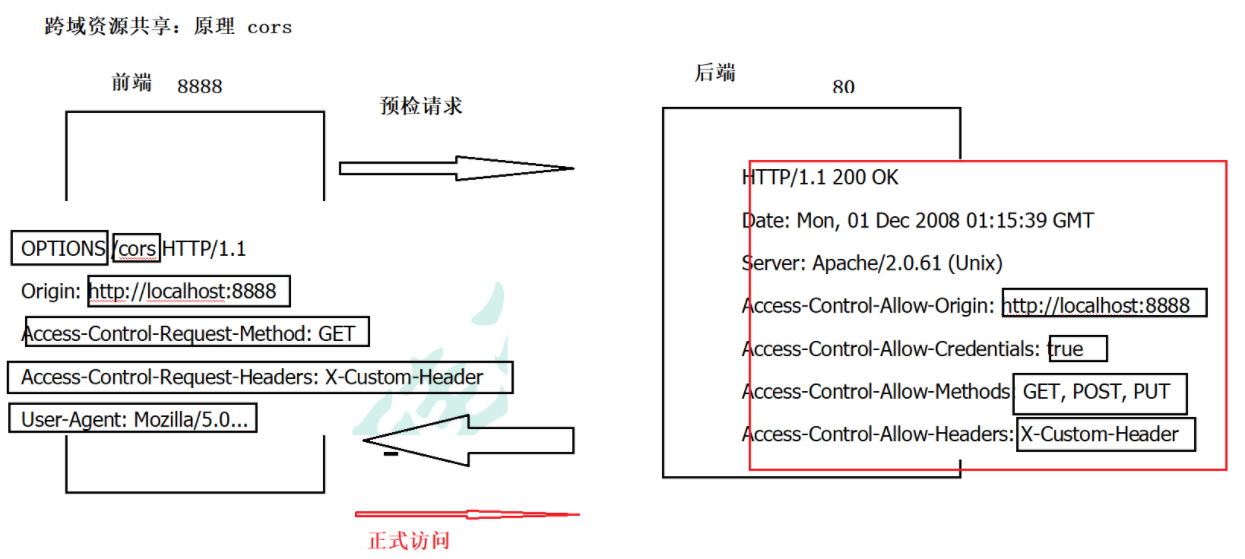 跨域资源共享：原理 cors
前端 8888
预检请求
OPTIONS /cors HTTP/1.1
Origin: http://localhost:8888
Access-Control-Request-Method: GET
Access-Control-Request-Headers: X-Custom-Header
User-Agent: Mozilla/5.0...
后端
80
HTTP/1.1 200 OK
Date: Mon, 01 Dec 2008 01:15:39 GMT
Server: Apache/2.0.61 (Unix)
Access-Control-Allow-Origin: http://localhost:8888
Access-Control-Allow-Credentials: true
Access-Control-Allow-Methods: GET, POST, PUT
Access-Control-Allow-Headers: X-Custom-Header
正式访问